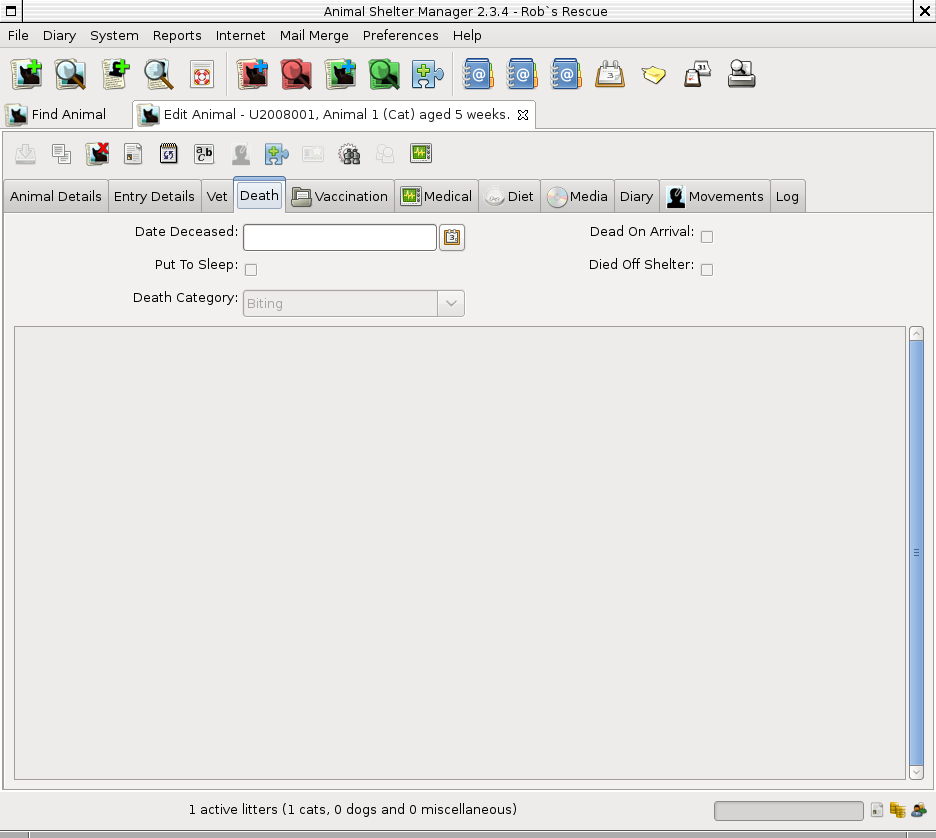 Animal Shelter Manager 2.3.4 - Rob`s Rescue
File Diary System Reports Internet Mail Merge Preferences Help
Find Animal Edit Animal - U2008001, Animal 1 (Cat) aged 5 weeks.
Animal Details Entry Details Vet Death Vaccination Medical Diet Media Diary Movements Log
Date Deceased: Dead On Arrival:
Put To Sleep: Died Off Shelter:
Death Category: Biting
1 active litters (1 cats, 0 dogs and 0 miscellaneous)